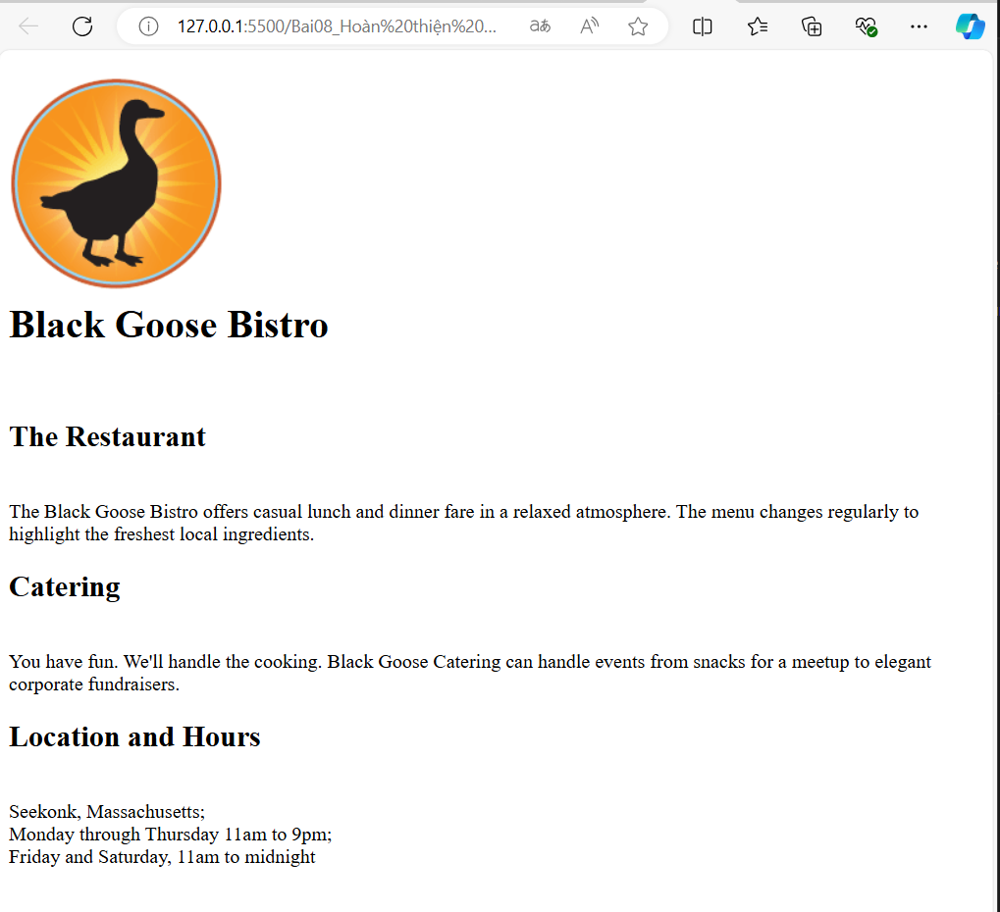 127.0.0.1:5500/Bai08_Hoàn%20thiện%20...
Black Goose Bistro
The Restaurant
The Black Goose Bistro offers casual lunch and dinner fare in a relaxed atmosphere. The menu changes regularly to
highlight the freshest local ingredients.
Catering
You have fun. We'll handle the cooking. Black Goose Catering can handle events from snacks for a meetup to elegant
corporate fundraisers.
Location and Hours
Seekonk, Massachusetts;
Monday through Thursday 11am to 9pm;
Friday and Saturday, 11am to midnight